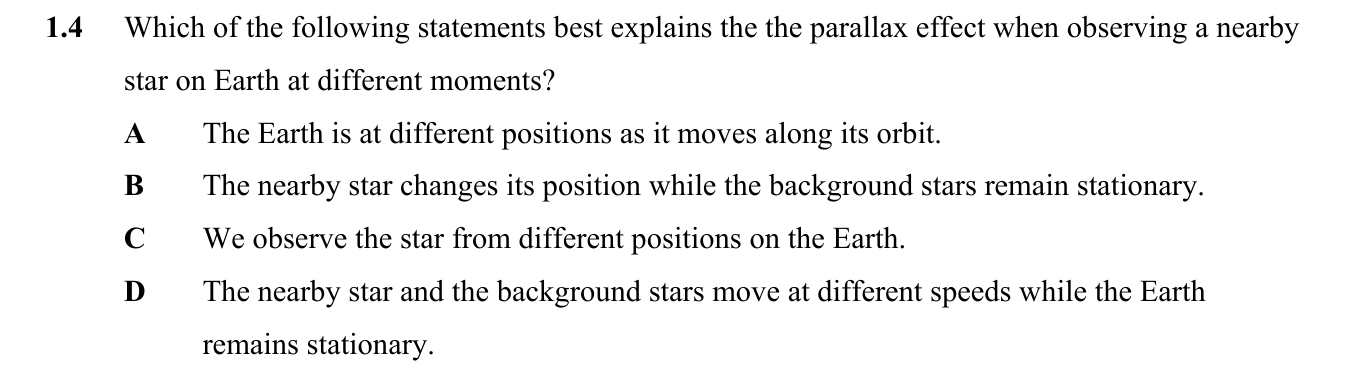 1.4 Which of the following statements best explains the the parallax effect when observing a nearby
star on Earth at different moments?
A The Earth is at different positions as it moves along its orbit.
B The nearby star changes its position while the background stars remain stationary.
C We observe the star from different positions on the Earth.
D The nearby star and the background stars move at different speeds while the Earth
remains stationary.